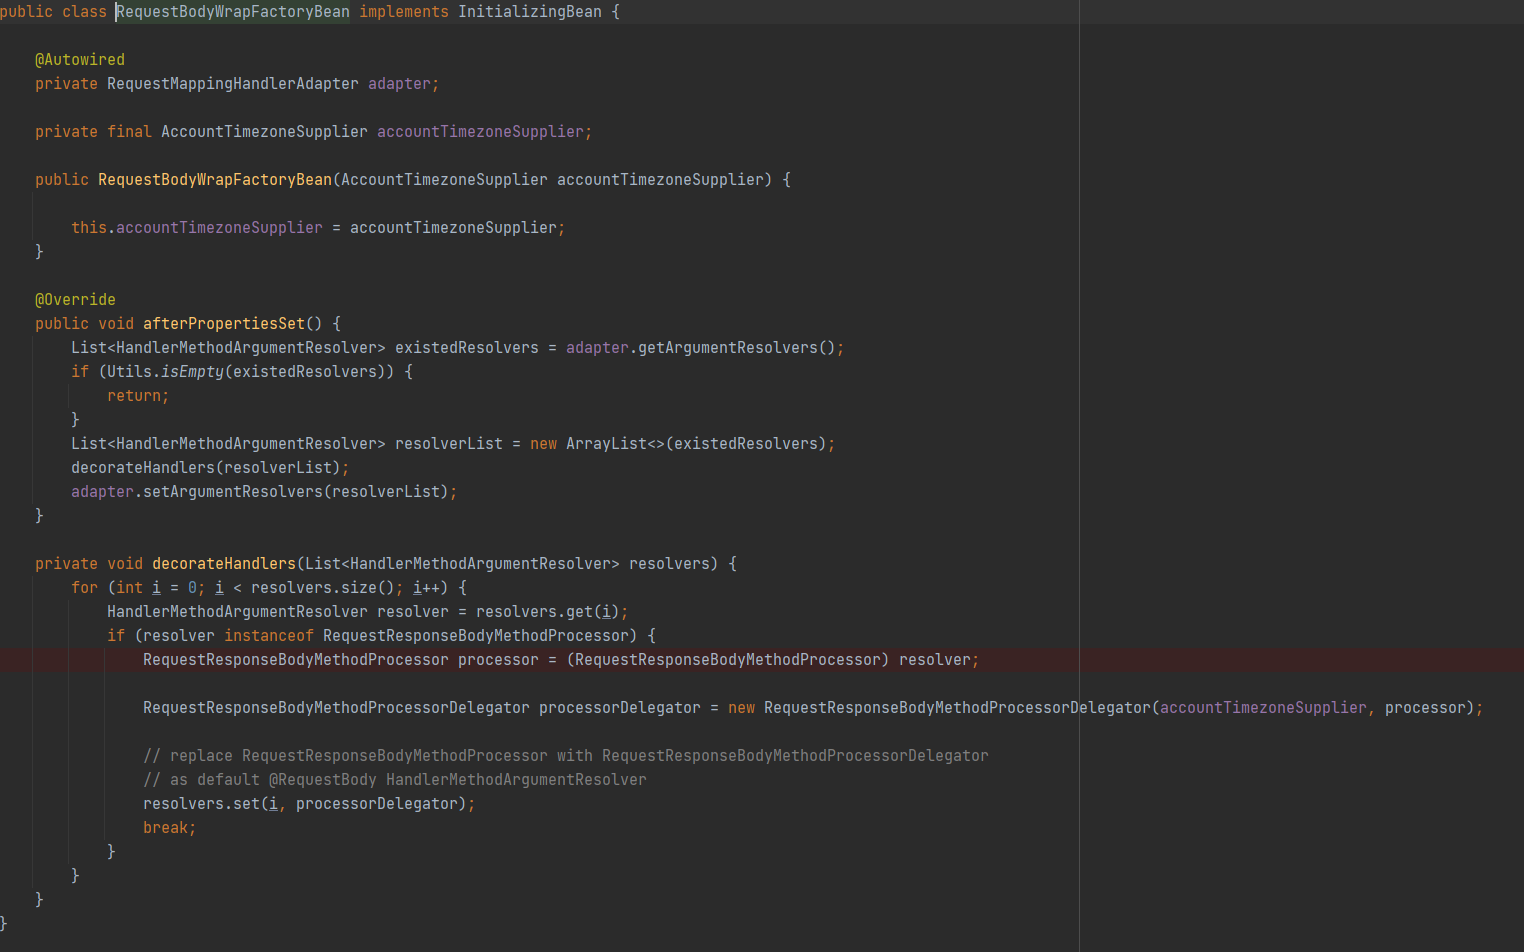 public class RequestBodyWrapFactoryBean implements InitializingBean {
@Autowired
private RequestMappingHandlerAdapter adapter;
private final AccountTimezoneSupplier accountTimezoneSupplier;
public RequestBodyWrapFactoryBean(AccountTimezoneSupplier accountTimezoneSupplier) {
this.accountTimezoneSupplier = accountTimezoneSupplier;
}
@Override
public void afterPropertiesSet() {
List<HandlerMethodArgumentResolver> existedResolvers = adapter.getArgumentResolvers();
if (Utils.isEmpty(existedResolvers)) {
return;
}
List<HandlerMethodArgumentResolver> resolverList = new ArrayList<>(existedResolvers);
decorateHandlers(resolverList);
adapter.setArgumentResolvers(resolverList);
}
private void decorateHandlers(List<HandlerMethodArgumentResolver> resolvers) {
for (int i = 0; i < resolvers.size(); i++) {
HandlerMethodArgumentResolver resolver = resolvers.get(i);
if (resolver instanceof RequestResponseBodyMethodProcessor) {
RequestResponseBodyMethodProcessor processor = (RequestResponseBodyMethodProcessor) resolver;
RequestResponseBodyMethodProcessorDelegator processorDelegator = new RequestResponseBodyMethodProcessorDelegator(accountTimezoneSupplier, processor);
// replace RequestResponseBodyMethodProcessor with RequestResponseBodyMethodProcessorDelegator
// as default @RequestBody HandlerMethodArgumentResolver
resolvers.set(i, processorDelegator);
break;
}
}
}
}